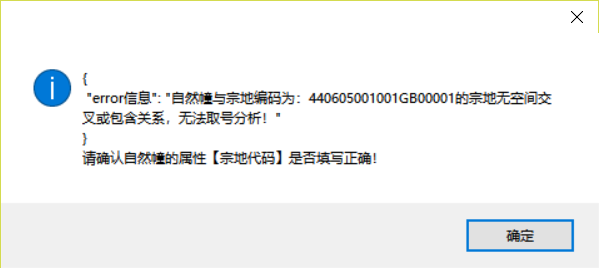 {
"error信息": "自然幢与宗地编码为：440605001001GB00001的宗地无空间交
叉或包含关系，无法取号分析！"
}
请确认自然幢的属性【宗地代码】是否填写正确！
确定